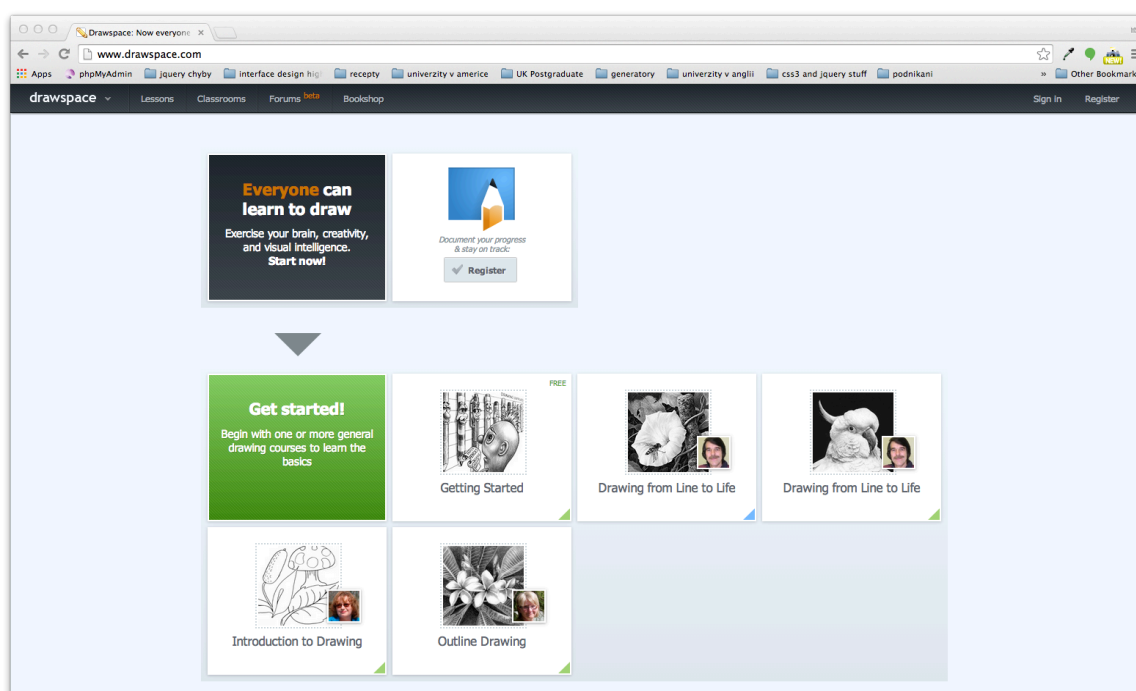 Drawspace: Now everyone
www.drawspace.com
Apps phpMyAdmin jquery chyby interface design hig recepty univerzity v americe UK Postgraduate generatory univerzity v anglii css3 and jquery stuff podnikani » Other Bookmark
drawspace Lessons Classrooms Forums beta Bookshop Sign In Register
Everyone can
learn to draw
Exercise your brain, creativity,
and visual intelligence.
Start now!
Document your progress
& stay on track:
Register
Get started!
Begin with one or more general
drawing courses to learn the
basics
FREE
Getting Started
Drawing from Line to Life
Drawing from Line to Life
Introduction to Drawing
Outline Drawing